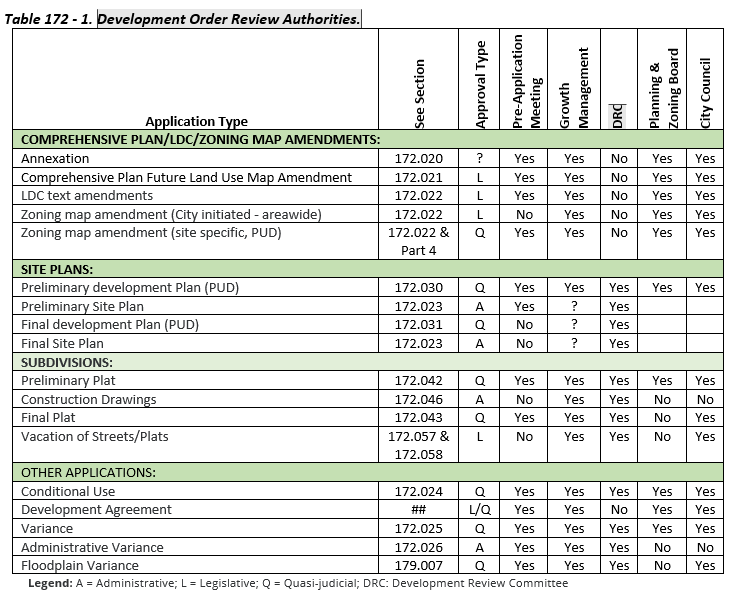 Table 172 - 1. Development Order Review Authorities.
Application Type See Section Approval Type Pre-Application Meeting Growth Management DRC Planning & Zoning Board City Council
COMPREHENSIVE PLAN/LDC/ZONING MAP AMENDMENTS:
Annexation 172.020 ? Yes Yes No Yes Yes
Comprehensive Plan Future Land Use Map Amendment 172.021 L Yes Yes No Yes Yes
LDC text amendments 172.022 L Yes Yes No Yes Yes
Zoning map amendment (City initiated - areawide) 172.022 L No Yes No Yes Yes
Zoning map amendment (site specific, PUD) 172.022 & Q Yes Yes No Yes Yes
Part 4
SITE PLANS:
Preliminary development Plan (PUD) 172.030 Q Yes Yes Yes Yes Yes
Preliminary Site Plan 172.023 A Yes ? Yes
Final development Plan (PUD) 172.031 Q No ? Yes
Final Site Plan 172.023 A No ? Yes
SUBDIVISIONS:
Preliminary Plat 172.042 Q Yes Yes Yes Yes Yes
Construction Drawings 172.046 A No Yes Yes No No
Final Plat 172.043 Q Yes Yes Yes No Yes
Vacation of Streets/Plats 172.057 & L No Yes Yes No Yes
172.058
OTHER APPLICATIONS:
Conditional Use 172.024 Q Yes Yes Yes Yes Yes
Development Agreement ## L/Q Yes Yes No Yes Yes
Variance 172.025 Q Yes Yes Yes Yes Yes
Administrative Variance 172.026 A Yes Yes Yes No No
Floodplain Variance 179.007 Q Yes Yes Yes No Yes
Legend: A = Administrative; L = Legislative; Q = Quasi-judicial; DRC: Development Review Committee